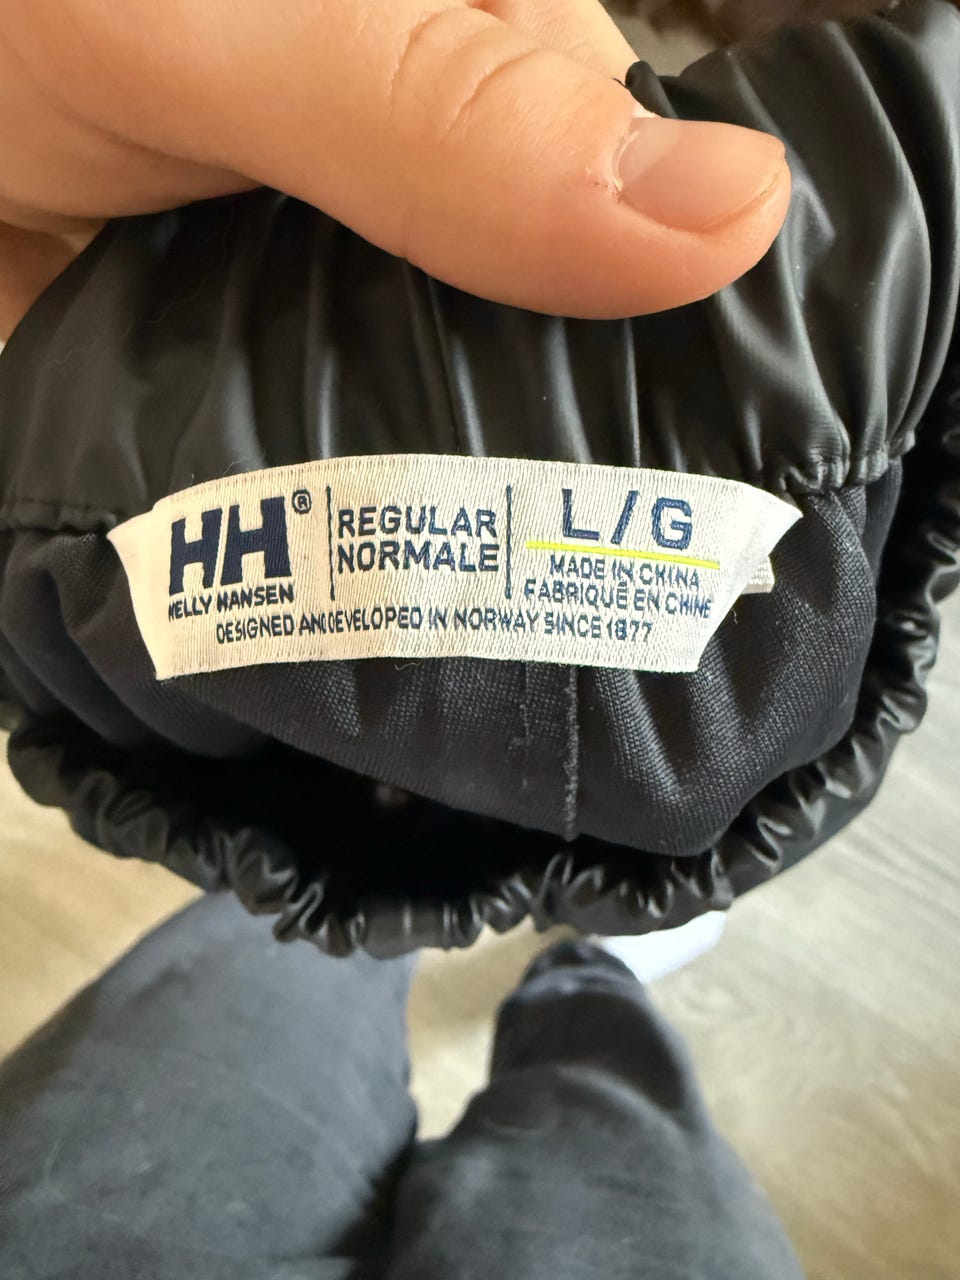 HH®
HELLY HANSEN
REGULAR
NORMALE
L/G
MADE IN CHINA
FABRIQUÉ EN CHINE
DESIGNED AND DEVELOPED IN NORWAY SINCE 1877